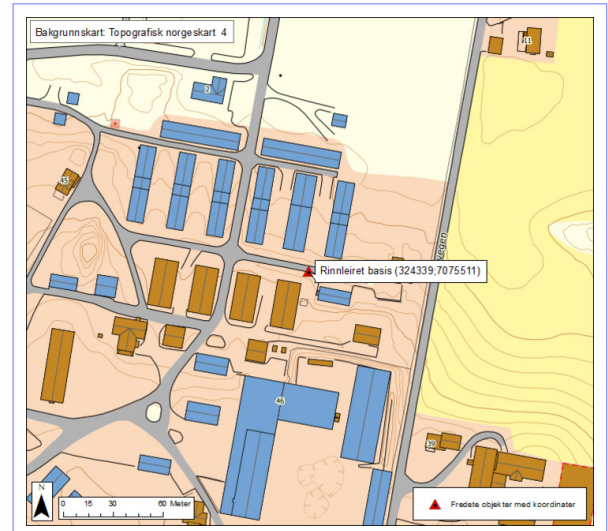 Bakgrunnskart: Topografisk norgeskart 4
11
2
45
vegen
Rinnleiret basis (324339;7075511)
46
39
N
0 15 30 60 Meter
Fredete objekter med koordinater